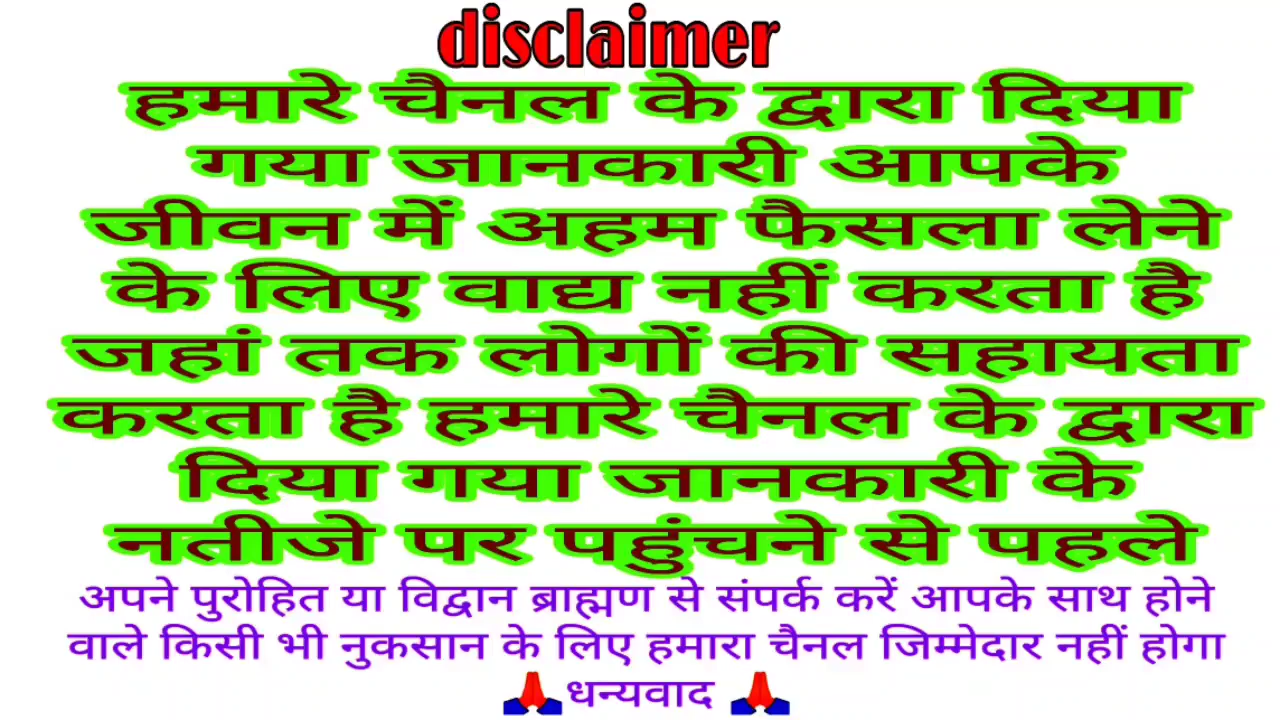 disclaimer
हमारे चैनल के द्वारा दिया
गया जानकारी आपके
जीवन में अहम फैसला लेने
के लिए वाद्य नहीं करता है
जहां तक लोगों की सहायता
करता है हमारे चैनल के द्वारा
दिया गया जानकारी के
नतीजे पर पहुंचने से पहले
अपने पुरोहित या विद्वान ब्राह्मण से संपर्क करें आपके साथ होने
वाले किसी भी नुकसान के लिए हमारा चैनल जिम्मेदार नहीं होगा
🙏धन्यवाद 🙏